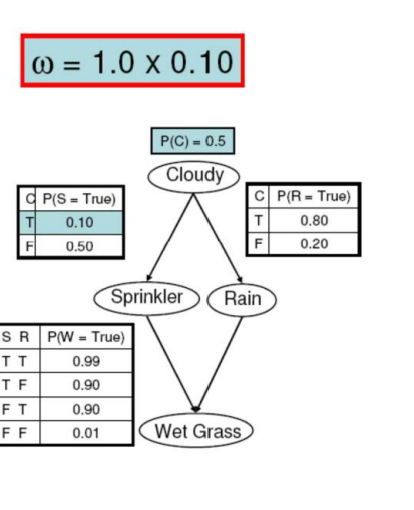 ω = 1.0 x 0.10
P(C) = 0.5
Cloudy
C P(S = True)
T 0.10
F 0.50
C P(R = True)
T 0.80
F 0.20
Sprinkler
Rain
S R P(W = True)
T T 0.99
T F 0.90
F T 0.90
F F 0.01
Wet Grass